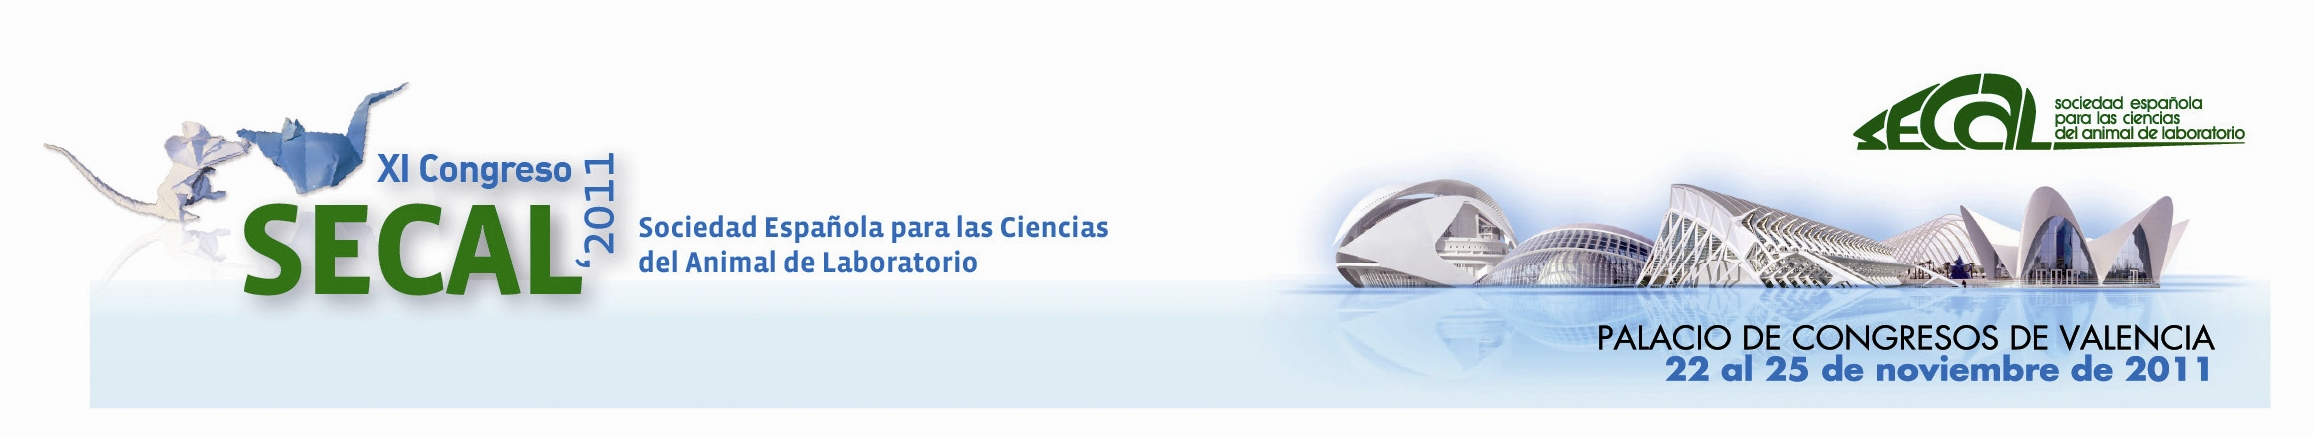 XI Congreso
SECAL
'2011
Sociedad Española para las Ciencias
del Animal de Laboratorio
SECAL
sociedad española
para las ciencias
del animal de laboratorio
PALACIO DE CONGRESOS DE VALENCIA
22 al 25 de noviembre de 2011